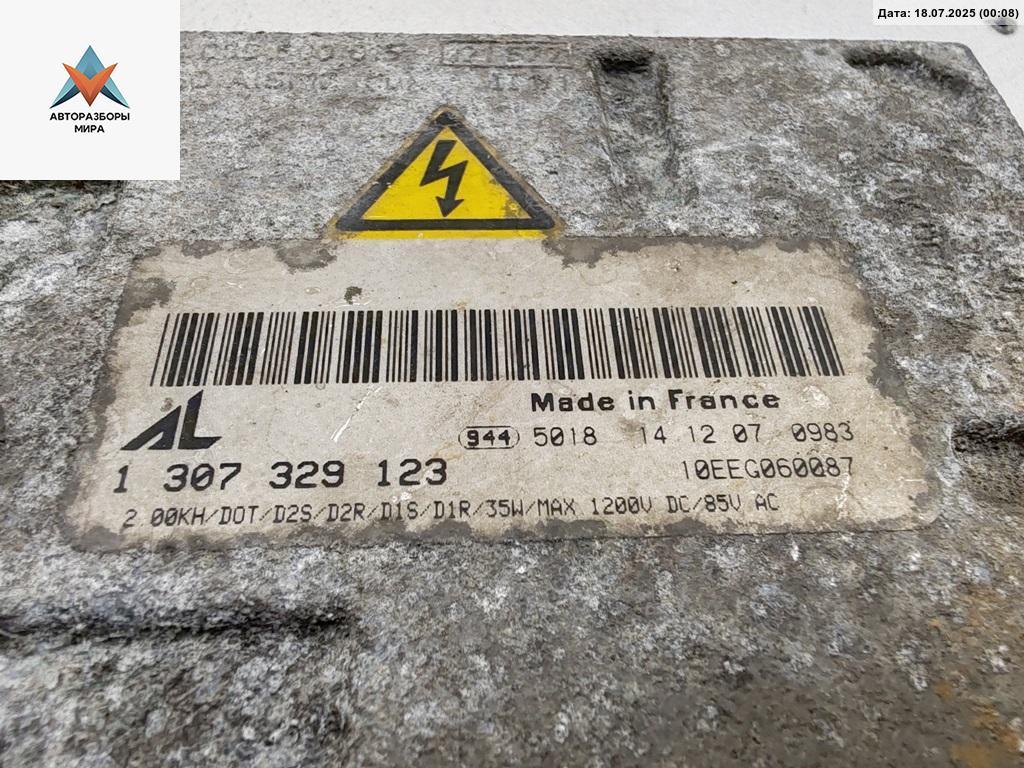 Дата: 18.07.2025 (00:08)
АВТОРАЗБОРЫ
МИРА
Made in France
AL
944 5018 14 12 07 0983
1 307 329 123
10EEG060087
2 00KH/DOT/D2S/D2R/D1S/D1R/35W/MAX 1200V DC/85V AC